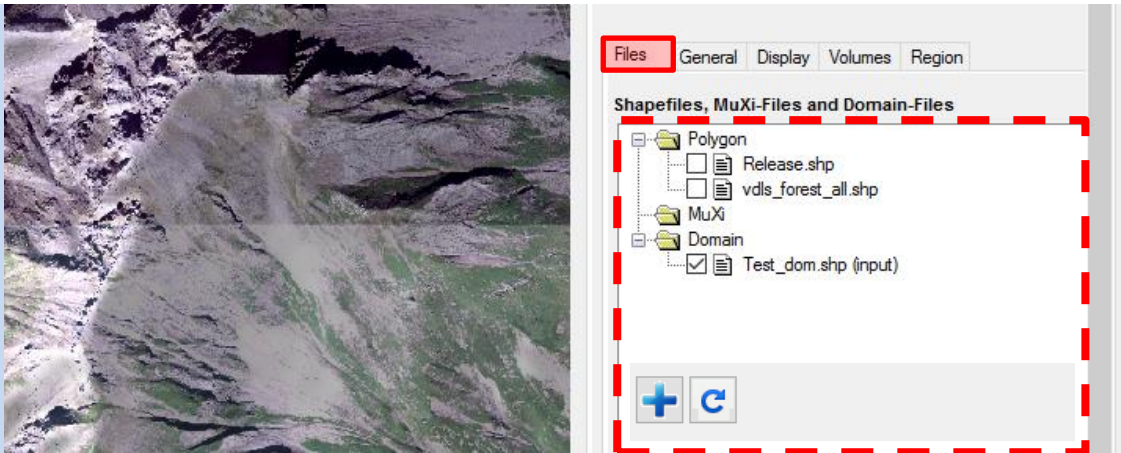 Files General Display Volumes Region
Shapefiles, MuXi-Files and Domain-Files
Polygon
Release.shp
vdls_forest_all.shp
MuXi
Domain
Test_dom.shp (input)